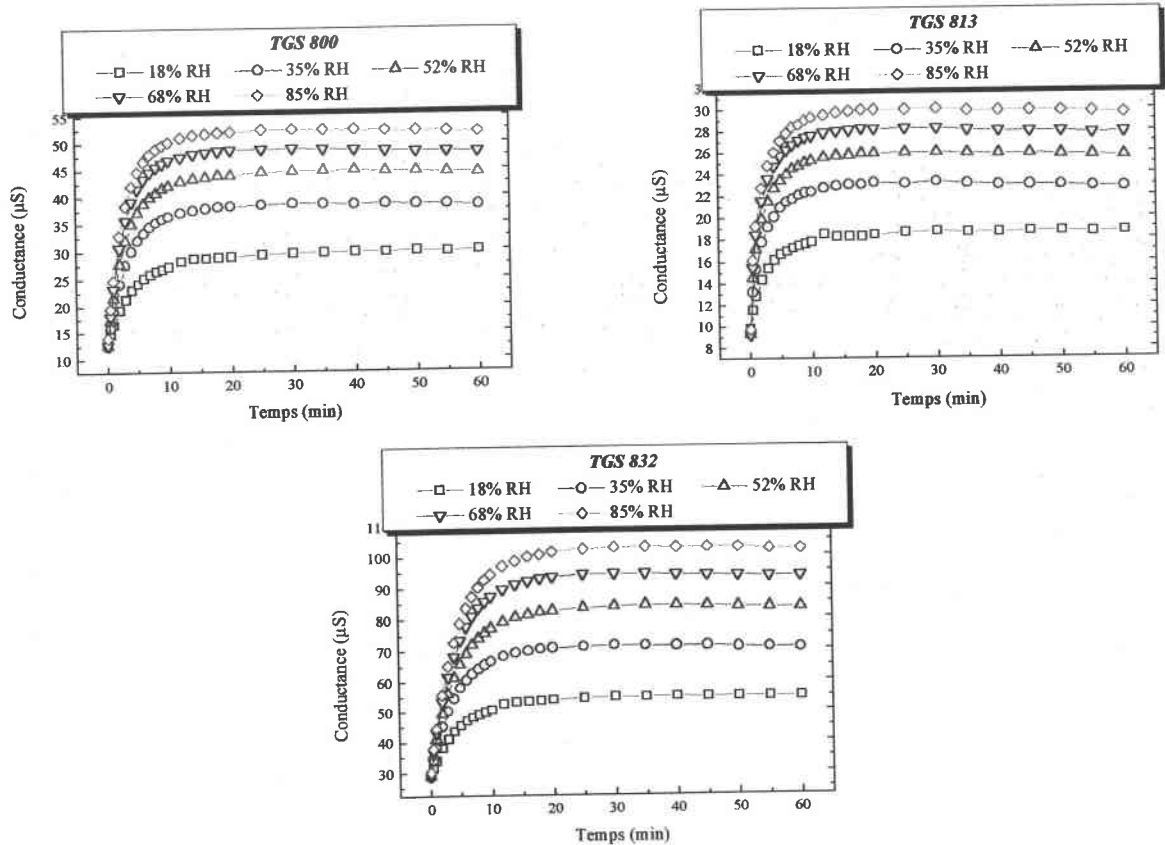 TGS 800
18% RH 35% RH 52% RH
68% RH 85% RH
55
50
45
40
35
30
25
20
15
10
Conductance (µS)
0 10 20 30 40 50 60
Temps (min)
TGS 813
18% RH 35% RH 52% RH
68% RH 85% RH
30
28
26
24
22
20
18
16
14
12
10
8
Conductance (µS)
0 10 20 30 40 50 60
Temps (min)
TGS 832
18% RH 35% RH 52% RH
68% RH 85% RH
100
90
80
70
60
50
40
30
Conductance (µS)
0 10 20 30 40 50 60
Temps (min)